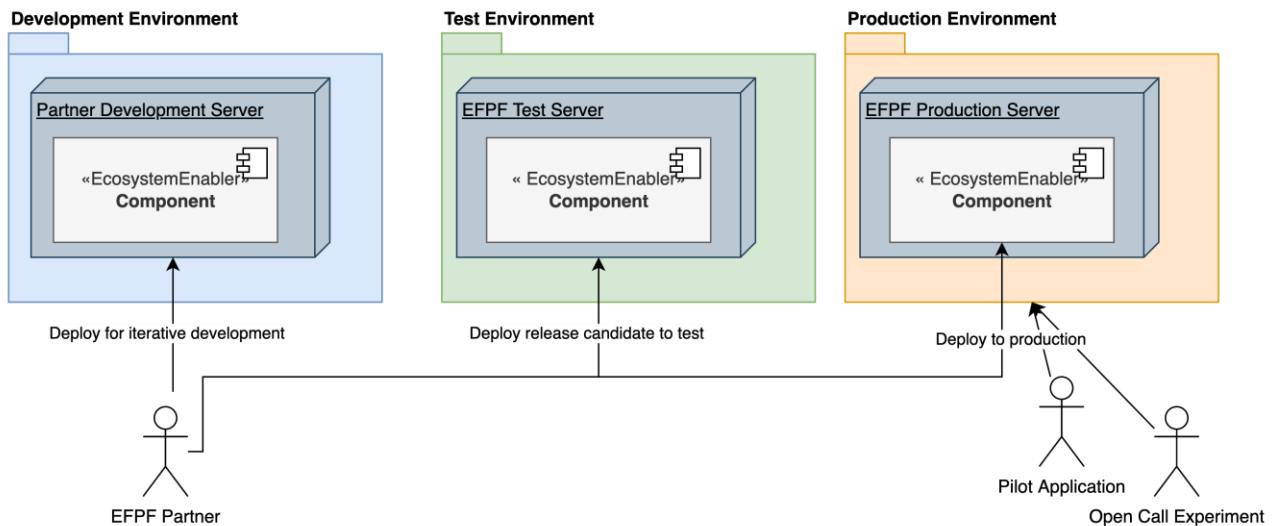 Development Environment
Test Environment
Production Environment
Partner Development Server
«EcosystemEnabler»
Component
EFPF Test Server
« EcosystemEnabler»
Component
EFPF Production Server
« EcosystemEnabler»
Component
Deploy for iterative development
Deploy release candidate to test
Deploy to production
EFPF Partner
Pilot Application
Open Call Experiment